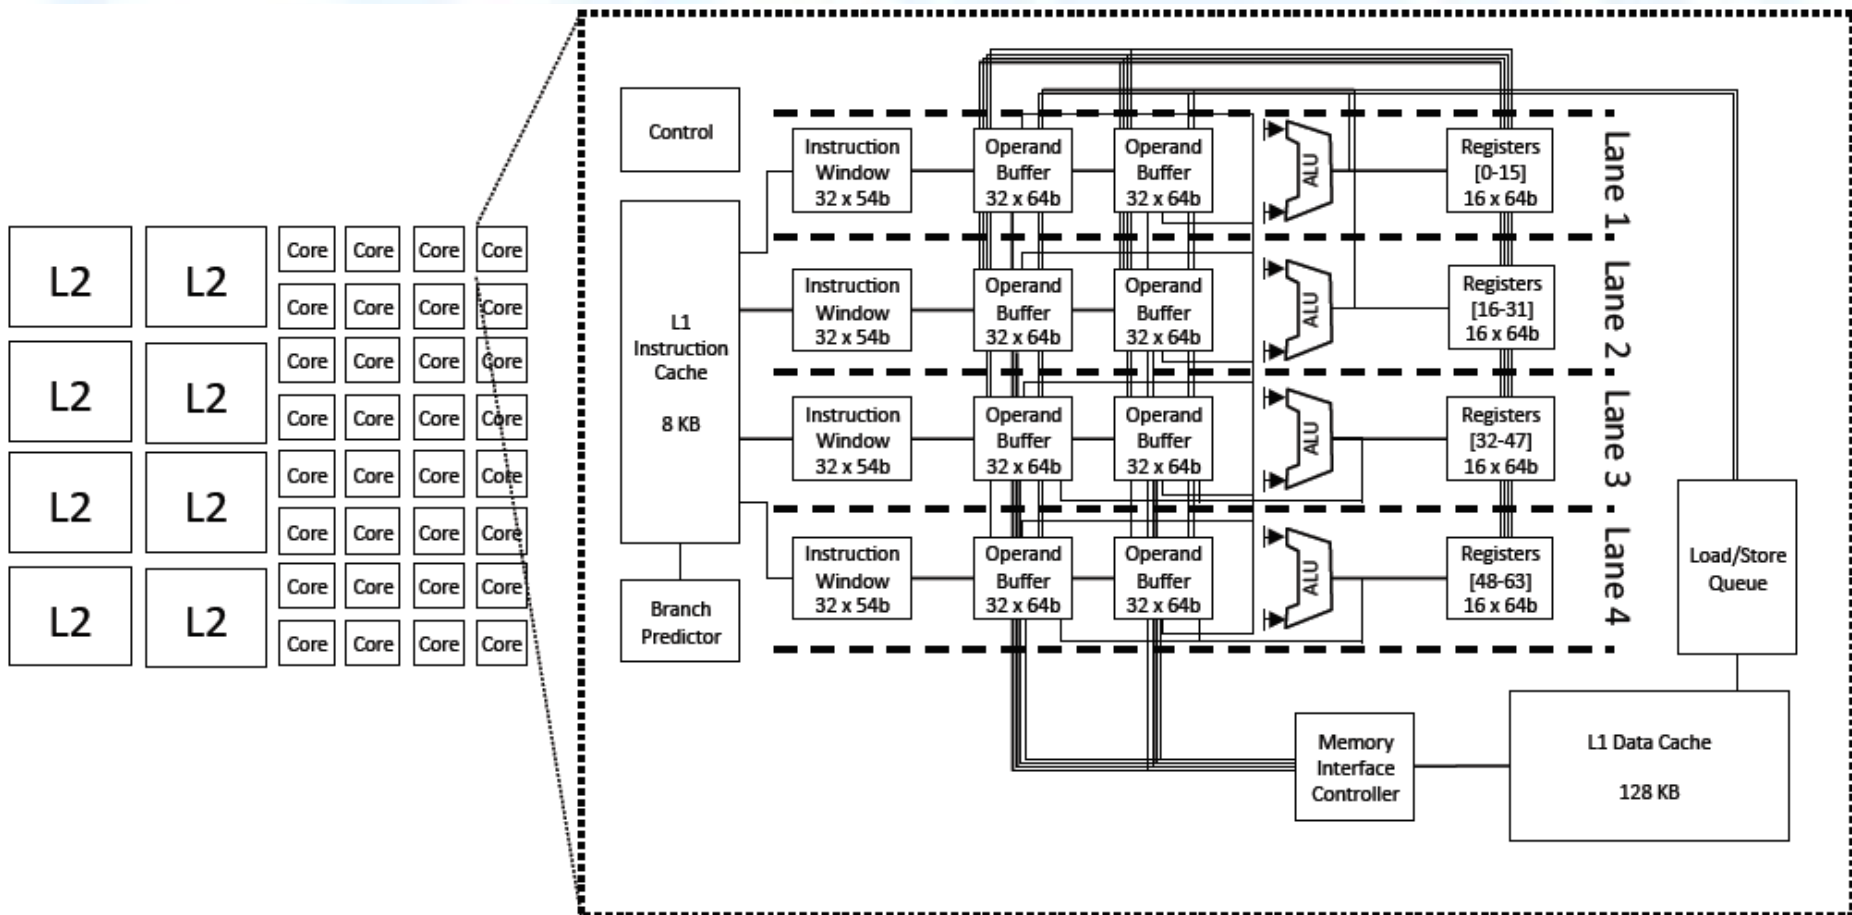 L2
L2
Core
Core
Core
Core
Core
Core
Core
Core
L2
L2
Core
Core
Core
Core
Core
Core
Core
Core
L2
L2
Core
Core
Core
Core
Core
Core
Core
Core
L2
L2
Core
Core
Core
Core
Core
Core
Core
Core
Control
L1
Instruction
Cache
8 KB
Branch
Predictor
Instruction
Window
32 x 54b
Operand
Buffer
32 x 64b
Operand
Buffer
32 x 64b
ALU
Registers
[0-15]
16 x 64b
Lane 1
Instruction
Window
32 x 54b
Operand
Buffer
32 x 64b
Operand
Buffer
32 x 64b
ALU
Registers
[16-31]
16 x 64b
Lane 2
Instruction
Window
32 x 54b
Operand
Buffer
32 x 64b
Operand
Buffer
32 x 64b
ALU
Registers
[32-47]
16 x 64b
Lane 3
Instruction
Window
32 x 54b
Operand
Buffer
32 x 64b
Operand
Buffer
32 x 64b
ALU
Registers
[48-63]
16 x 64b
Lane 4
Load/Store
Queue
Memory
Interface
Controller
L1 Data Cache
128 KB